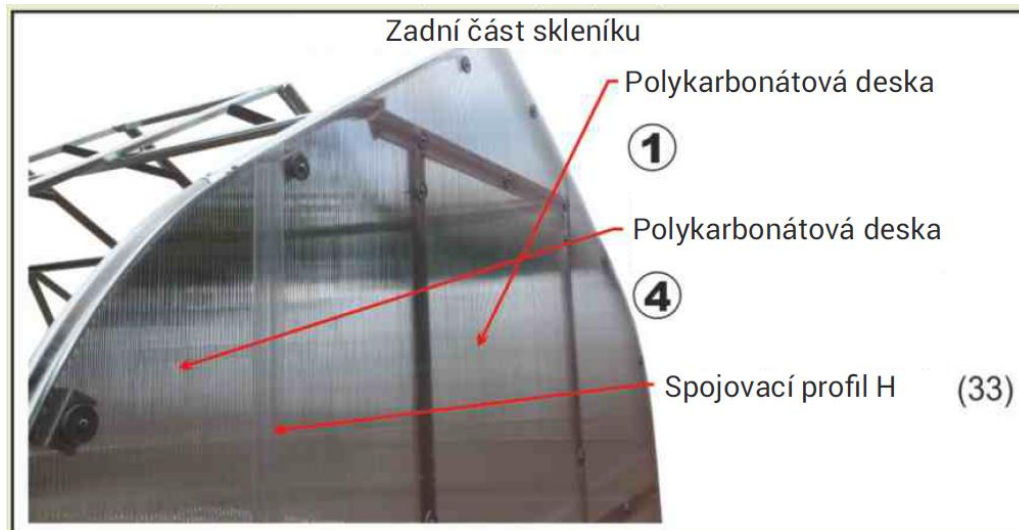 Zadní část skleníku
Polykarbonátová deska
1
Polykarbonátová deska
4
Spojovací profil H (33)